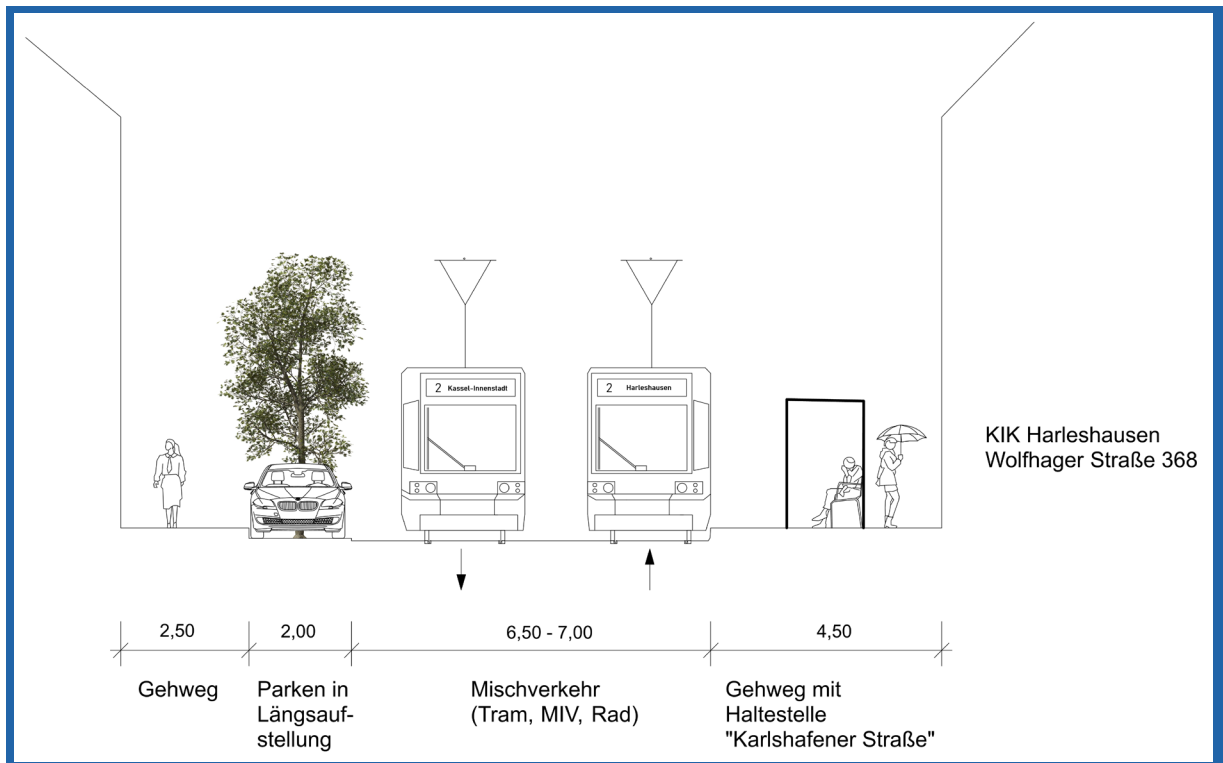 2 Kassel-Innenstadt
2 Harleshausen
KIK Harleshausen
Wolfhager Straße 368
2,50
2,00
6,50 - 7,00
4,50
Gehweg
Parken in
Längsauf-
stellung
Mischverkehr
(Tram, MIV, Rad)
Gehweg mit
Haltestelle
"Karlshafener Straße"